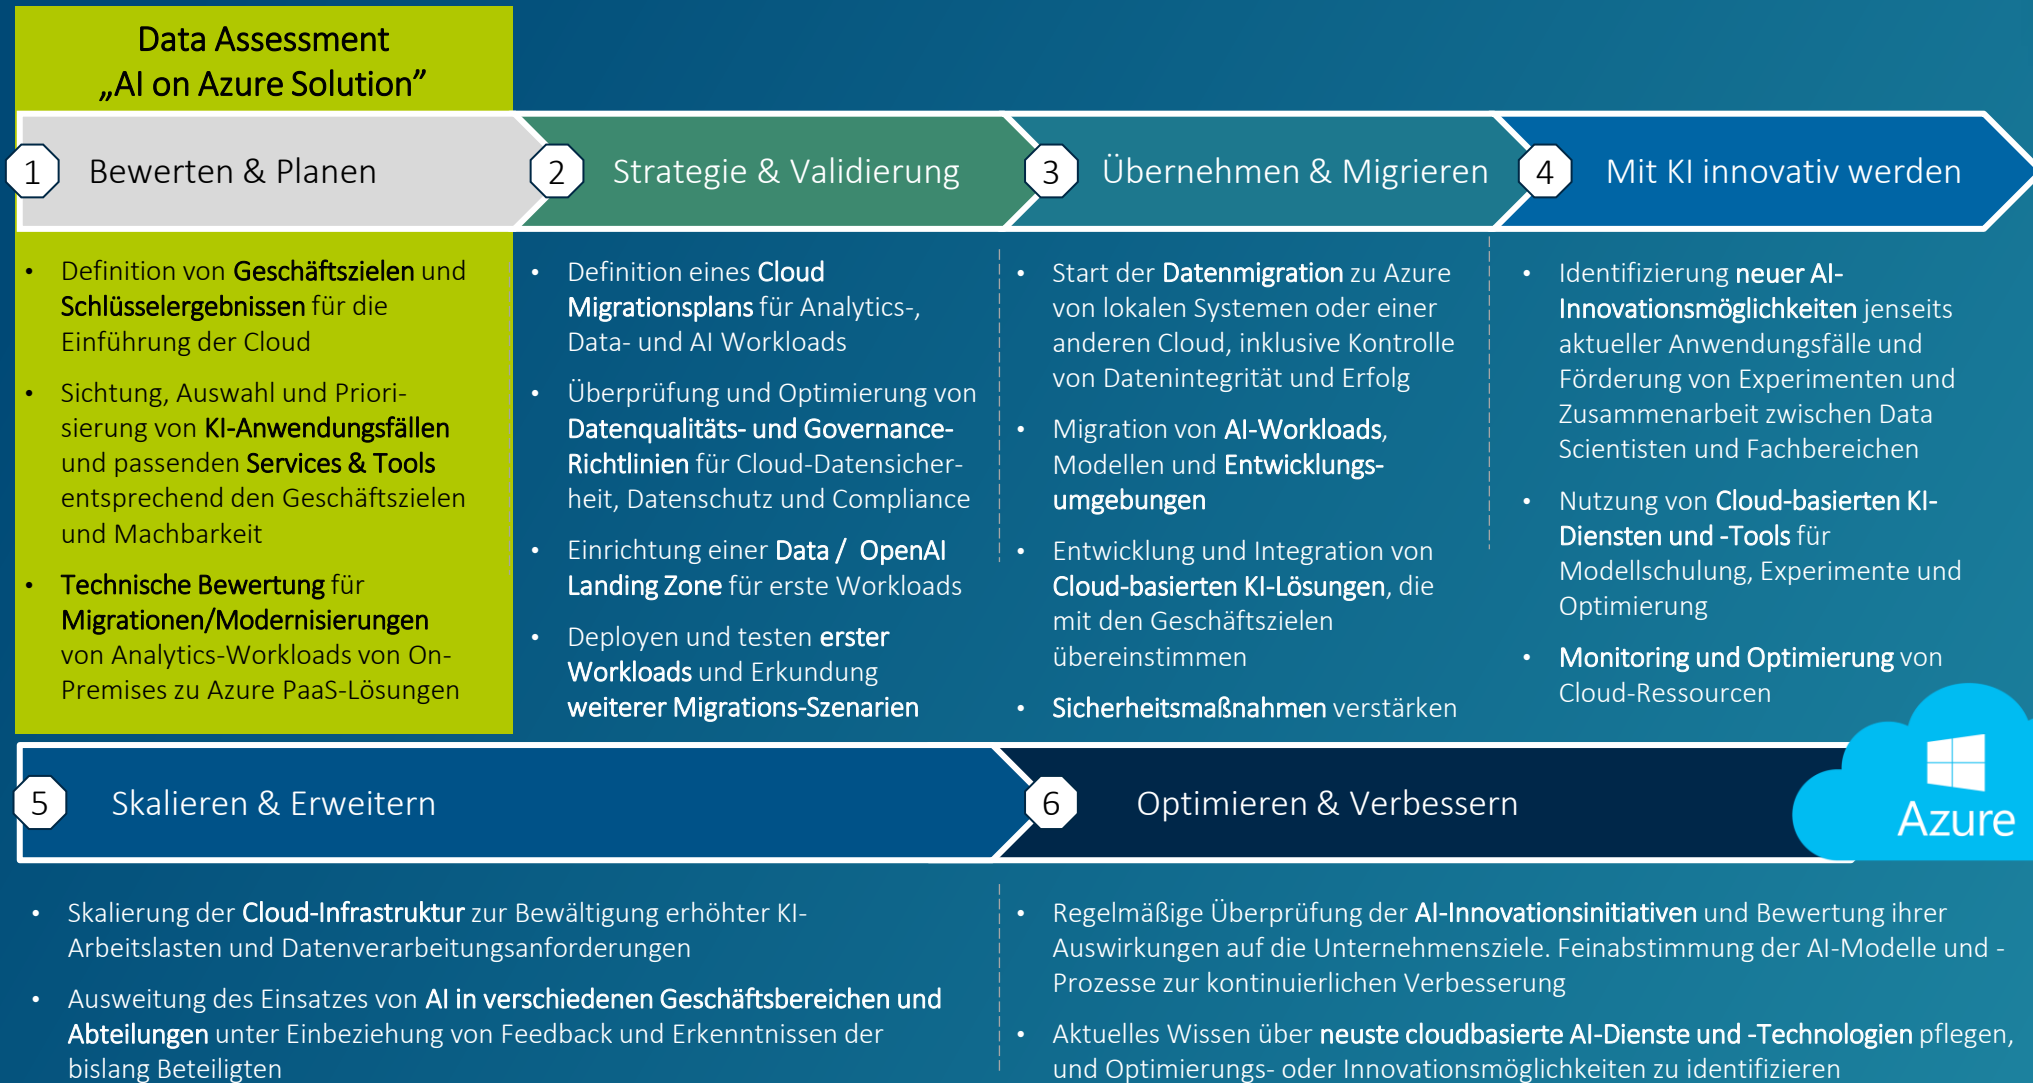 Data Assessment
„AI on Azure Solution”
1 Bewerten & Planen
2 Strategie & Validierung
3 Übernehmen & Migrieren
4 Mit KI innovativ werden
• Definition von Geschäftszielen und
Schlüsselergebnissen für die
Einführung der Cloud
• Sichtung, Auswahl und Priori-
sierung von KI-Anwendungsfällen
und passenden Services & Tools
entsprechend den Geschäftszielen
und Machbarkeit
• Technische Bewertung für
Migrationen/Modernisierungen
von Analytics-Workloads von On-
Premises zu Azure PaaS-Lösungen
• Definition eines Cloud
Migrationsplans für Analytics-,
Data- und AI Workloads
• Überprüfung und Optimierung von
Datenqualitäts- und Governance-
Richtlinien für Cloud-Datensicher-
heit, Datenschutz und Compliance
• Einrichtung einer Data / OpenAI
Landing Zone für erste Workloads
• Deployen und testen erster
Workloads und Erkundung
weiterer Migrations-Szenarien
• Start der Datenmigration zu Azure
von lokalen Systemen oder einer
anderen Cloud, inklusive Kontrolle
von Datenintegrität und Erfolg
• Migration von AI-Workloads,
Modellen und Entwicklungs-
umgebungen
• Entwicklung und Integration von
Cloud-basierten KI-Lösungen, die
mit den Geschäftszielen
übereinstimmen
• Sicherheitsmaßnahmen verstärken
• Identifizierung neuer AI-
Innovationsmöglichkeiten jenseits
aktueller Anwendungsfälle und
Förderung von Experimenten und
Zusammenarbeit zwischen Data
Scientisten und Fachbereichen
• Nutzung von Cloud-basierten KI-
Diensten und -Tools für
Modellschulung, Experimente und
Optimierung
• Monitoring und Optimierung von
Cloud-Ressourcen
5 Skalieren & Erweitern
6 Optimieren & Verbessern
Azure
• Skalierung der Cloud-Infrastruktur zur Bewältigung erhöhter KI-
Arbeitslasten und Datenverarbeitungsanforderungen
• Ausweitung des Einsatzes von AI in verschiedenen Geschäftsbereichen und
Abteilungen unter Einbeziehung von Feedback und Erkenntnissen der
bislang Beteiligten
• Regelmäßige Überprüfung der AI-Innovationsinitiativen und Bewertung ihrer
Auswirkungen auf die Unternehmensziele. Feinabstimmung der AI-Modelle und -
Prozesse zur kontinuierlichen Verbesserung
• Aktuelles Wissen über neuste cloudbasierte AI-Dienste und -Technologien pflegen,
und Optimierungs- oder Innovationsmöglichkeiten zu identifizieren